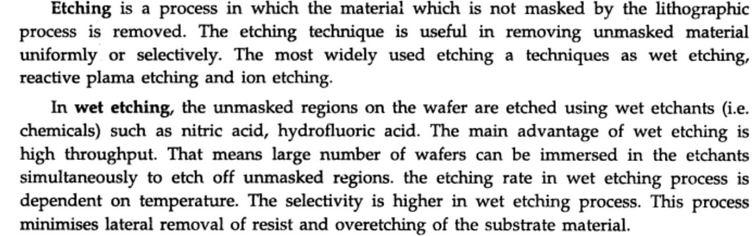 Etching is a process in which the material which is not masked by the lithographic
process is removed. The etching technique is useful in removing unmasked material
uniformly or selectively. The most widely used etching a techniques as wet etching,
reactive plama etching and ion etching.
In wet etching, the unmasked regions on the wafer are etched using wet etchants (i.e.
chemicals) such as nitric acid, hydrofluoric acid. The main advantage of wet etching is
high throughput. That means large number of wafers can be immersed in the etchants
simultaneously to etch off unmasked regions. the etching rate in wet etching process is
dependent on temperature. The selectivity is higher in wet etching process. This process
minimises lateral removal of resist and overetching of the substrate material.